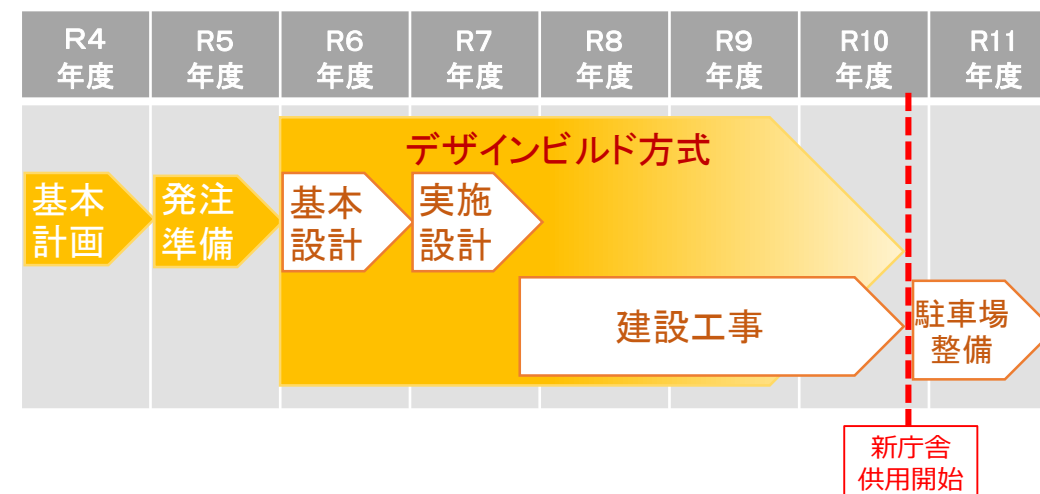 R4
年度
R5
年度
R6
年度
R7
年度
R8
年度
R9
年度
R10
年度
R11
年度
デザインビルド方式
基本
計画
発注
準備
基本
設計
実施
設計
建設工事
駐車場
整備
新庁舎
供用開始